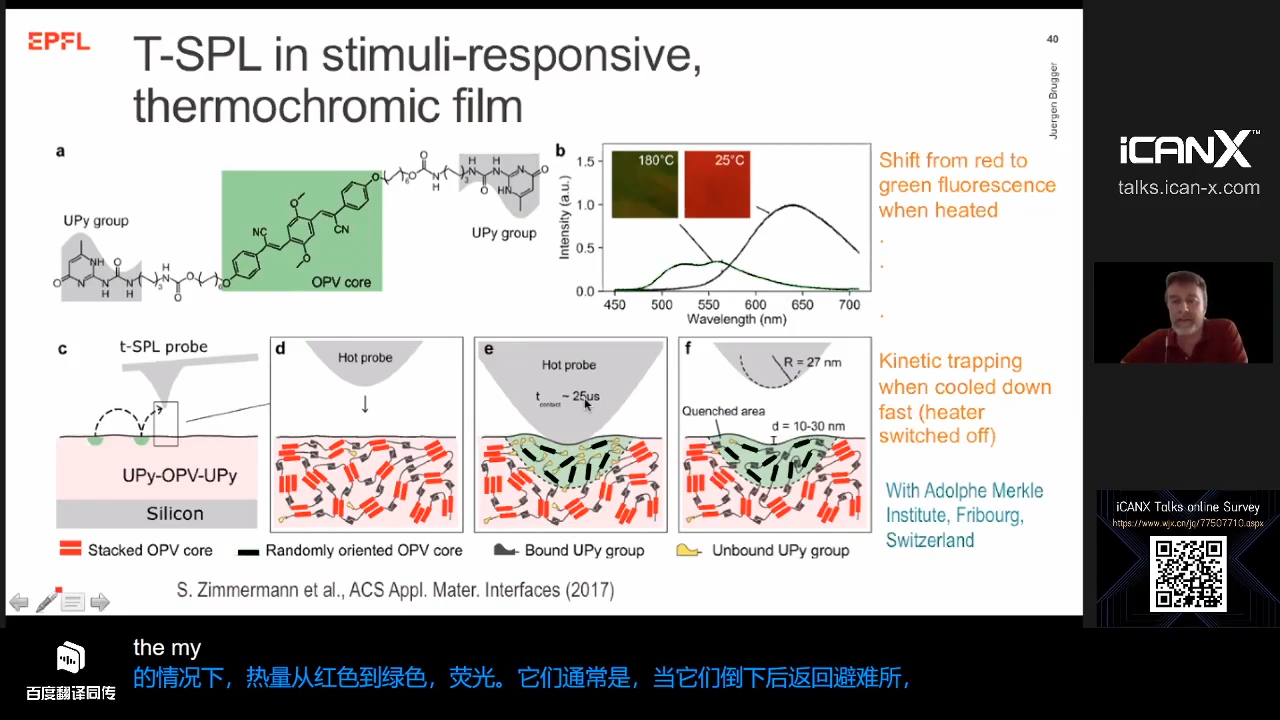 EPFL
T-SPL in stimuli-responsive,
thermochromic film
40
Juergen Brugger
a
UPy group
NC
CN
OPV core
UPy group
b
180°C
25°C
Intensity (a.u.)
1.5
1.0
0.5
0.0
450 500 550 600 650 700
Wavelength (nm)
Shift from red to
green fluorescence
when heated
c
t-SPL probe
UPy-OPV-UPy
Silicon
d
Hot probe
e
Hot probe
t contact ~ 25us
f
R = 27 nm
Quenched area
d = 10-30 nm
Kinetic trapping
when cooled down
fast (heater
switched off)
With Adolphe Merkle
Institute, Fribourg,
Switzerland
Stacked OPV core
Randomly oriented OPV core
Bound UPy group
Unbound UPy group
S. Zimmermann et al., ACS Appl. Mater. Interfaces (2017)
iCANX TALKS™
talks.ican-x.com
iCANX Talks online Survey
https://www.wjx.cn/jq/77507710.aspx
百度翻译同传
the my
的情况下，热量从红色到绿色，荧光。它们通常是，当它们倒下后返回避难所，